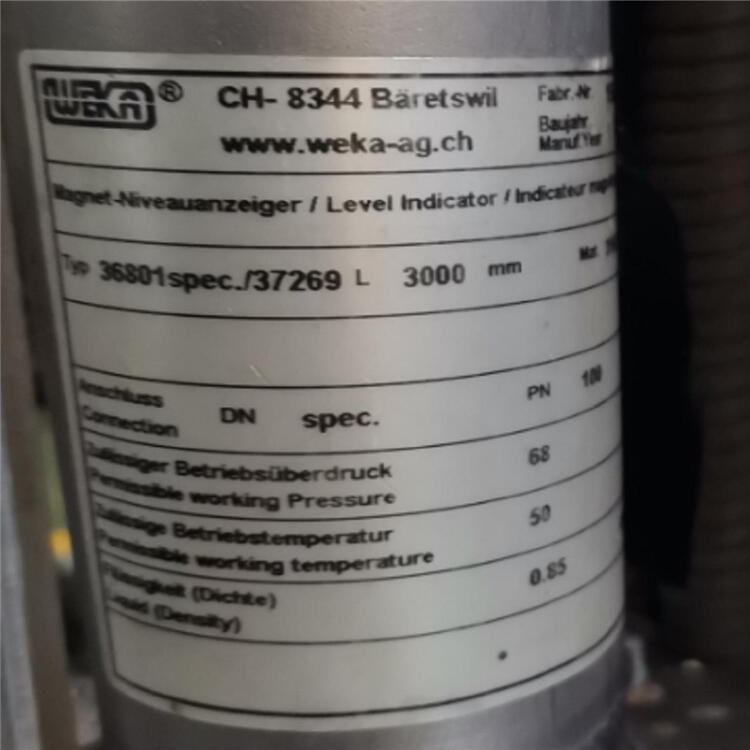 WEKA ® CH- 8344 Bäretswil Fabr.-Nr.
www.weka-ag.ch Baujahr
Manuf.Year
Magnet-Niveauanzeiger / Level Indicator / Indicateur
Typ 36801spec./37269 L 3000 mm Mat.
Anschluss
Connection DN spec. PN 100
Zulässiger Betriebsüberdruck
Permissible working Pressure 68
Zulässige Betriebstemperatur
Permissible working temperature 50
Flüssigkeit (Dichte)
Liquid (Density) 0.85